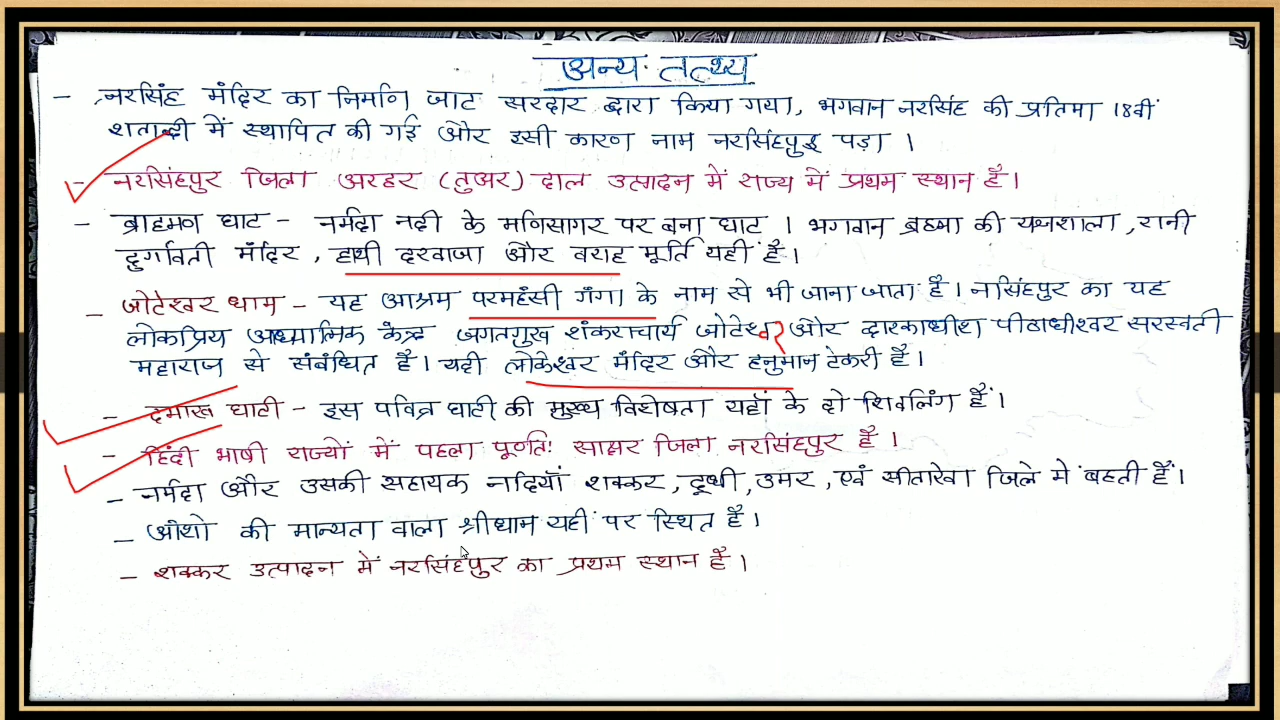 अन्य तत्थ्य
- नरसिंह मंदिर का निर्माण जाट सरदार द्वारा किया गया, भगवान नरसिंह की प्रतिमा 18वीं
शताब्दी में स्थापित की गई और इसी कारण नाम नरसिंहपुर पड़ा ।
- नरसिंहपुर जिला अरहर (तुअर) दाल उत्पादन में राज्य में प्रथम स्थान है।
- ब्राहमण घाट - नर्मदा नदी के मणिसागर पर बना घाट । भगवान ब्रह्मा की यज्ञशाला, रानी
दुर्गावती मंदिर, हाथी दरवाजा और वराह मूर्ति यहीं है।
- जोटेश्वर धाम - यह आश्रम परमहंसी गंगा के नाम से भी जाना जाता है। नसिंहपुर का यह
लोकप्रिय आध्यात्मिक केन्द्र जगतगुरु शंकराचार्य जोटेश्वर और द्वारकाधीश पीठाधीश्वर सरस्वती
महाराज से संबंधित है। यही लोकेश्वर मंदिर और हनुमान टेकरी है।
- दमोख घाटी - इस पवित्र घाटी की मुख्य विशेषता यहाँ के दो शिवलिंग हैं।
- हिंदी भाषी राज्यों में पहला पूर्णतः साक्षर जिला नरसिंहपुर है ।
- नर्मदा और उसकी सहायक नदियाँ शक्कर, दूधी, उमर, एवं सीतारेवा जिले मे बहती हैं।
- ओशो की मान्यता वाला श्रीधाम यहीं पर स्थित है।
- शक्कर उत्पादन में नरसिंहपुर का प्रथम स्थान है।